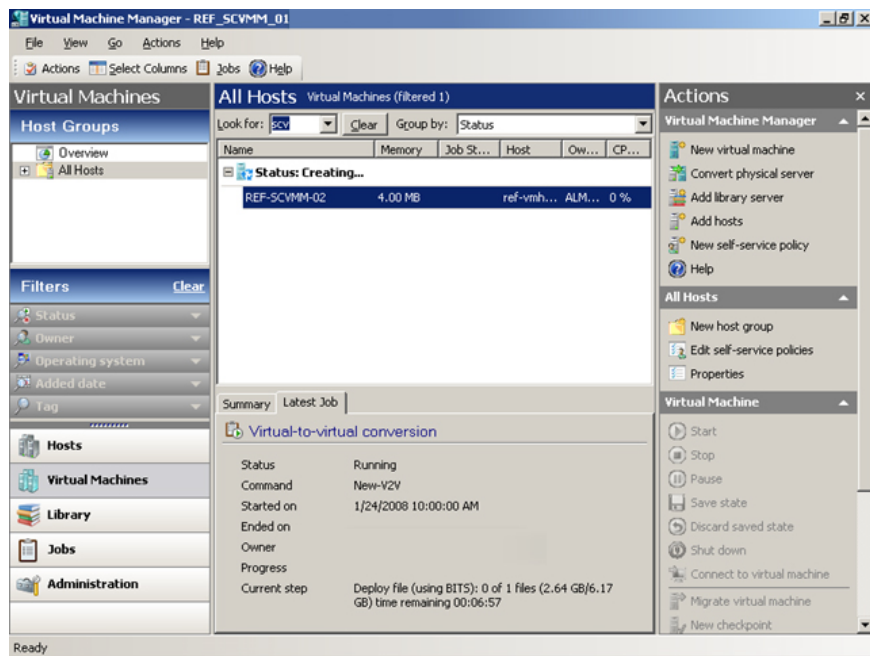 Virtual Machine Manager - REF_SCVMM_01
File View Go Actions Help
Actions Select Columns Jobs Help
Virtual Machines
Host Groups
Overview
All Hosts
Filters Clear
Status
Owner
Operating system
Added date
Tag
Hosts
Virtual Machines
Library
Jobs
Administration
All Hosts Virtual Machines (filtered 1)
Look for: scv Clear Group by: Status
Name Memory Job St... Host Ow... CP...
Status: Creating...
REF-SCVMM-02 4.00 MB ref-vmh... ALM... 0 %
Summary Latest Job
Virtual-to-virtual conversion
Status Running
Command New-V2V
Started on 1/24/2008 10:00:00 AM
Ended on
Owner
Progress
Current step Deploy file (using BITS): 0 of 1 files (2.64 GB/6.17
GB) time remaining 00:06:57
Actions
Virtual Machine Manager
New virtual machine
Convert physical server
Add library server
Add hosts
New self-service policy
Help
All Hosts
New host group
Edit self-service policies
Properties
Virtual Machine
Start
Stop
Pause
Save state
Discard saved state
Shut down
Connect to virtual machine
Migrate virtual machine
New checkpoint
Ready